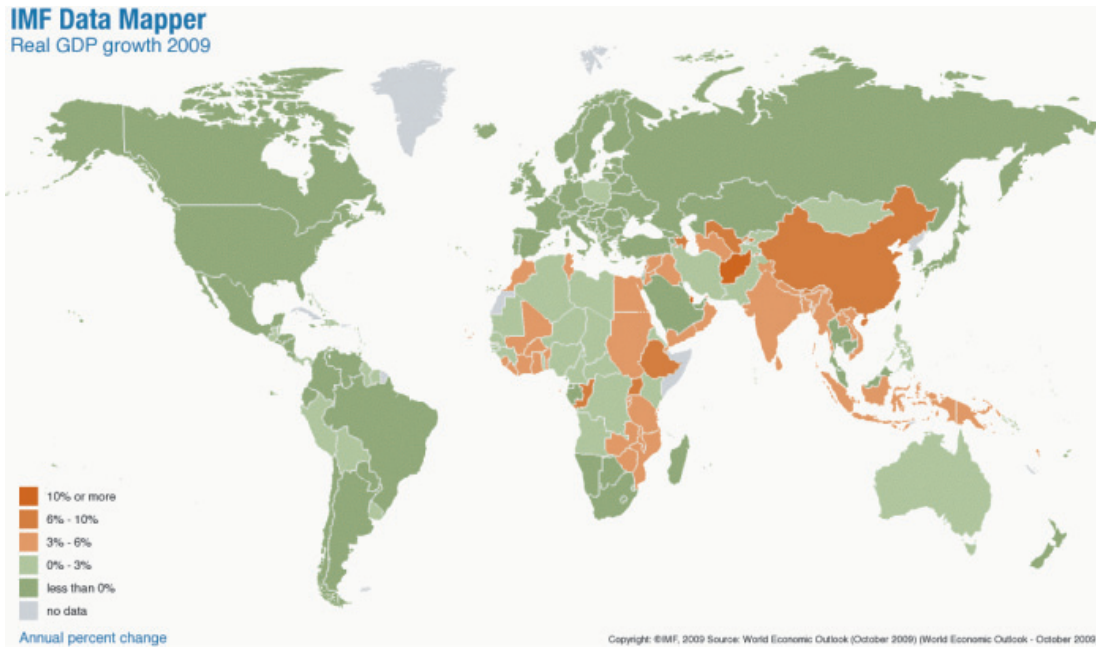 IMF Data Mapper
Real GDP growth 2009
10% or more
6% - 10%
3% - 6%
0% - 3%
less than 0%
no data
Annual percent change
Copyright: ©IMF, 2009 Source: World Economic Outlook (October 2009) (World Economic Outlook - October 2009)